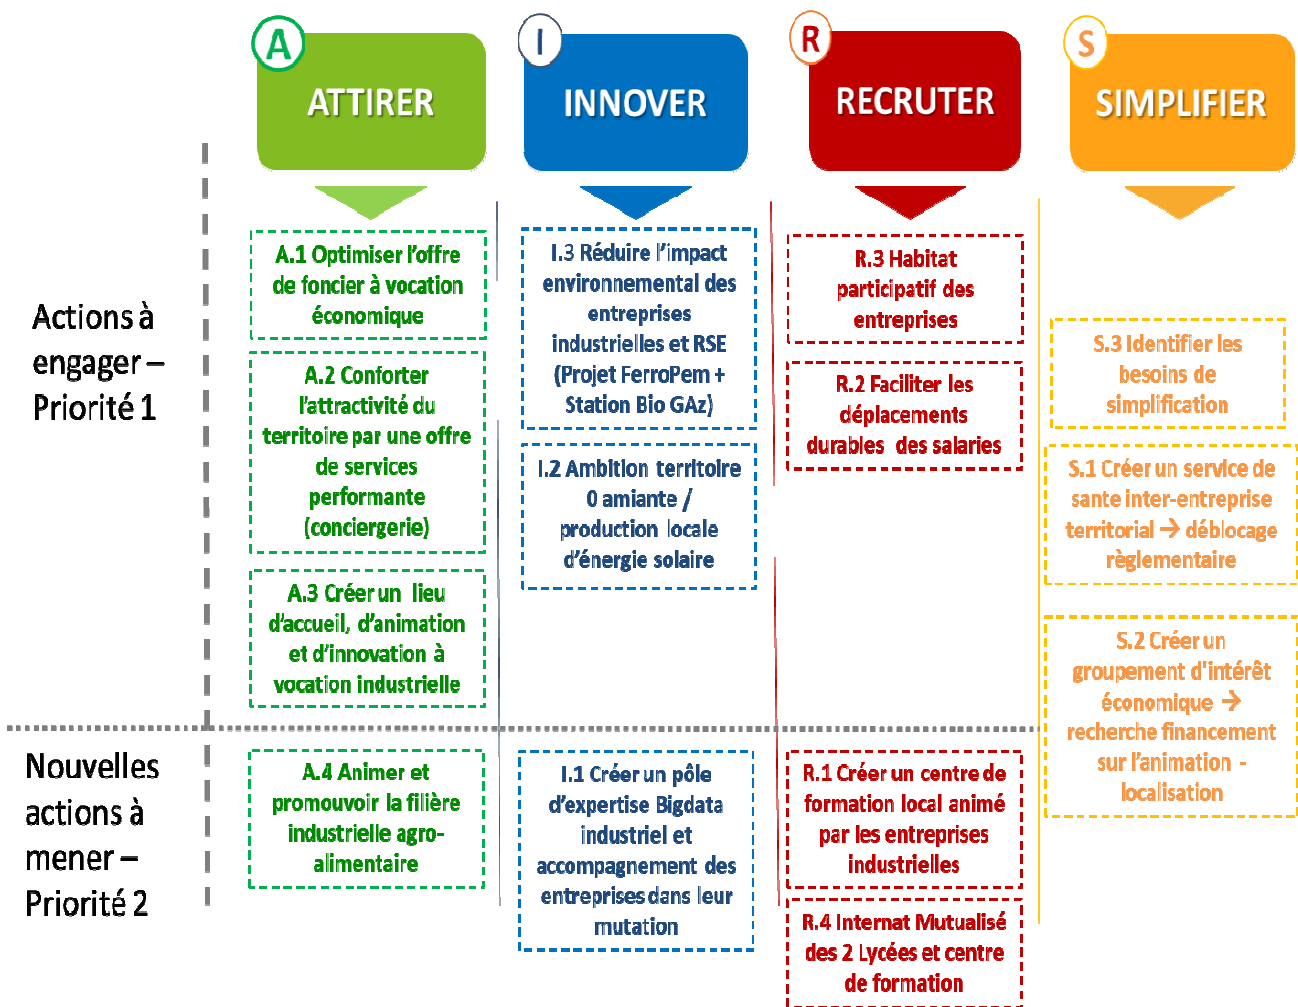 A
ATTIRER
I
INNOVER
R
RECRUTER
S
SIMPLIFIER
Actions à
engager –
Priorité 1
A.1 Optimiser l'offre
de foncier à vocation
économique
A.2 Conforter
l'attractivité du
territoire par une offre
de services
performante
(conciergerie)
A.3 Créer un lieu
d'accueil, d'animation
et d'innovation à
vocation industrielle
I.3 Réduire l'impact
environnemental des
entreprises
industrielles et RSE
(Projet FerroPem +
Station Bio GAz)
I.2 Ambition territoire
0 amiante /
production locale
d'énergie solaire
R.3 Habitat
participatif des
entreprises
R.2 Faciliter les
déplacements
durables des salaries
S.3 Identifier les
besoins de
simplification
S.1 Créer un service de
sante inter-entreprise
territorial → déblocage
règlementaire
S.2 Créer un
groupement d'intérêt
économique →
recherche financement
sur l'animation -
localisation
Nouvelles
actions à
mener –
Priorité 2
A.4 Animer et
promouvoir la filière
industrielle agro-
alimentaire
I.1 Créer un pôle
d'expertise Bigdata
industriel et
accompagnement des
entreprises dans leur
mutation
R.1 Créer un centre de
formation local animé
par les entreprises
industrielles
R.4 Internat Mutualisé
des 2 Lycées et centre
de formation